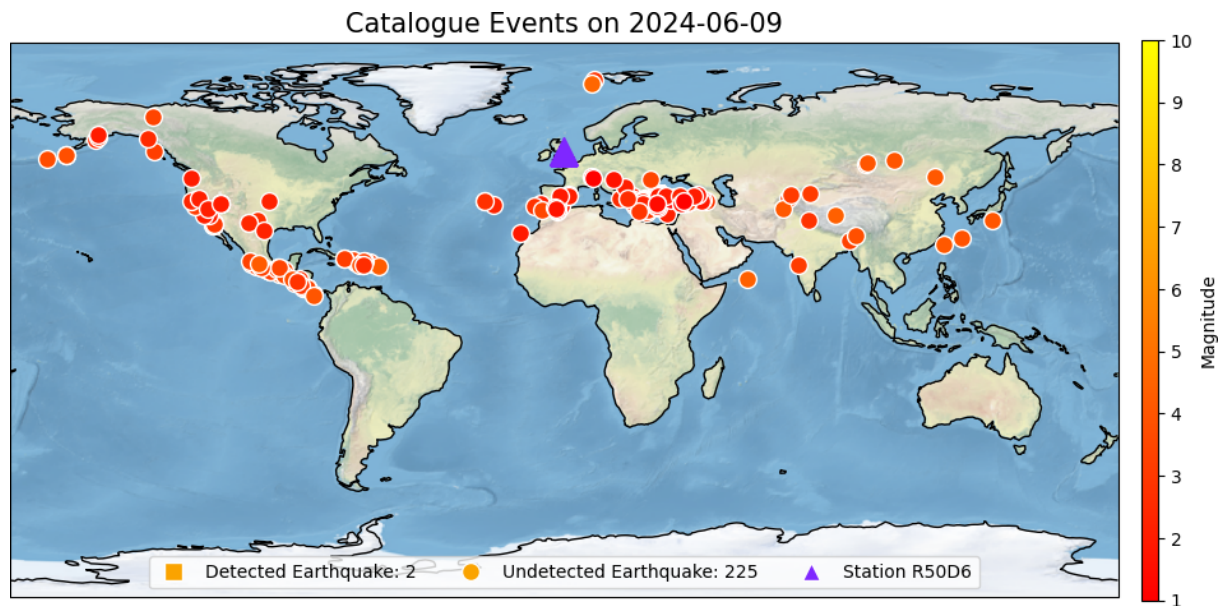 Catalogue Events on 2024-06-09
10
9
8
7
6
5
4
3
2
1
Magnitude
Detected Earthquake: 2
Undetected Earthquake: 225
Station R50D6